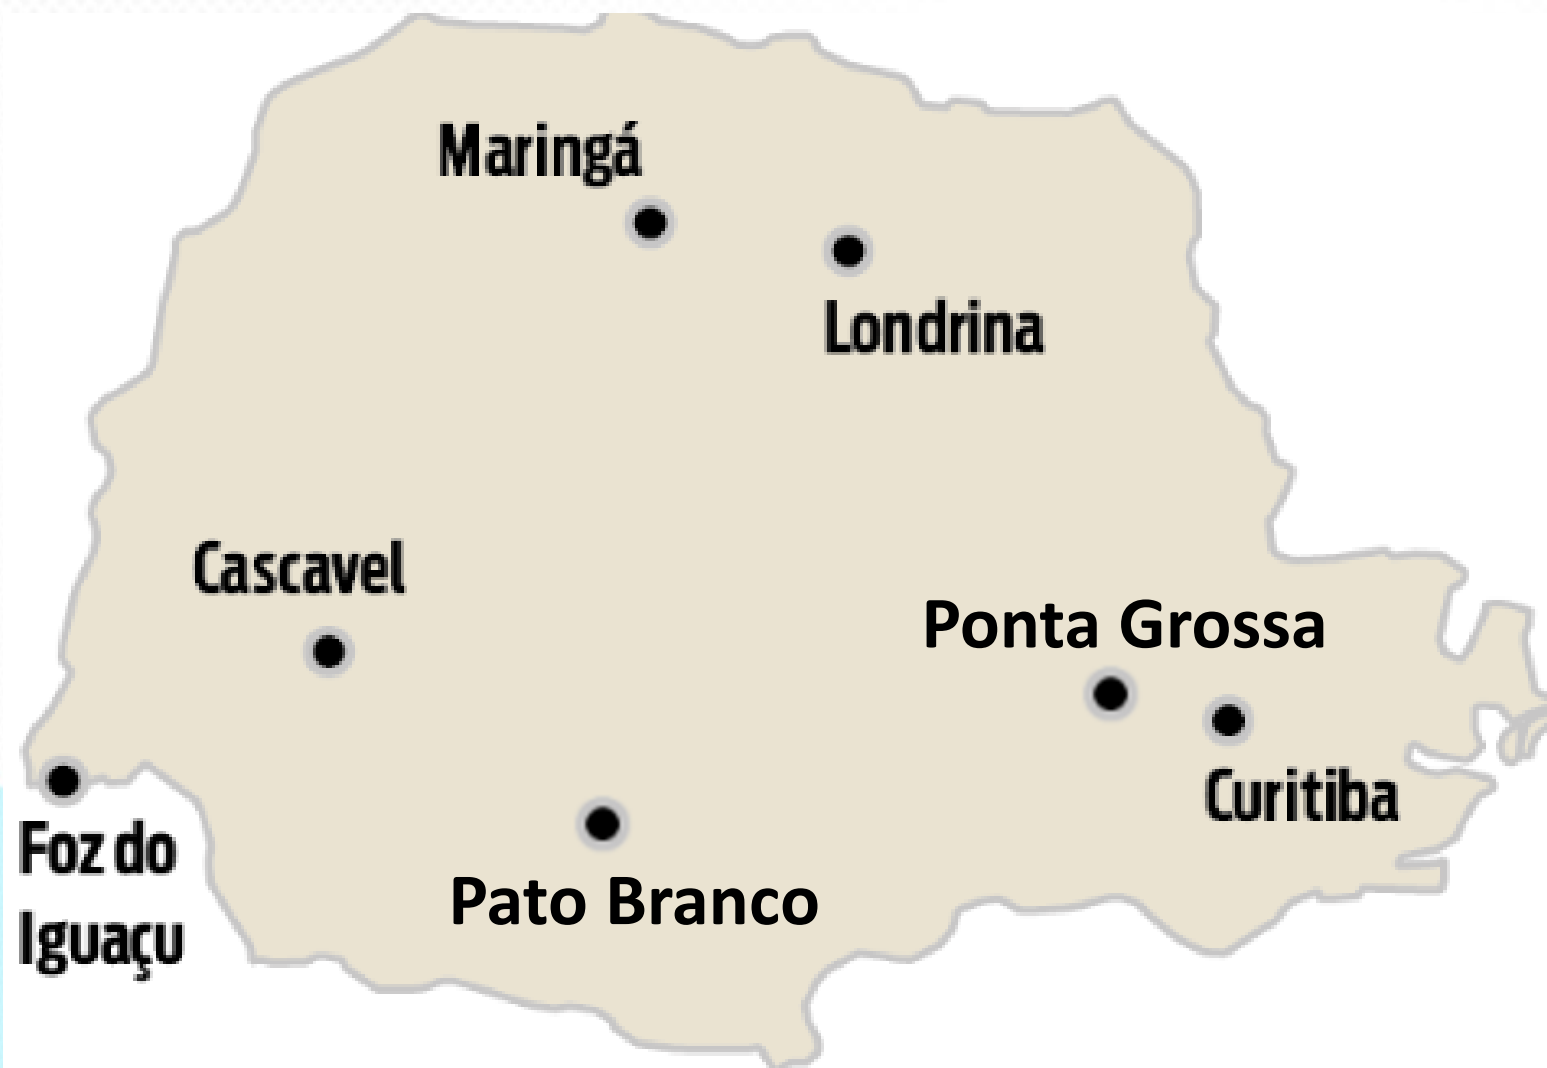 Maringá
Londrina
Cascavel
Ponta Grossa
Curitiba
Foz do
Iguaçu
Pato Branco